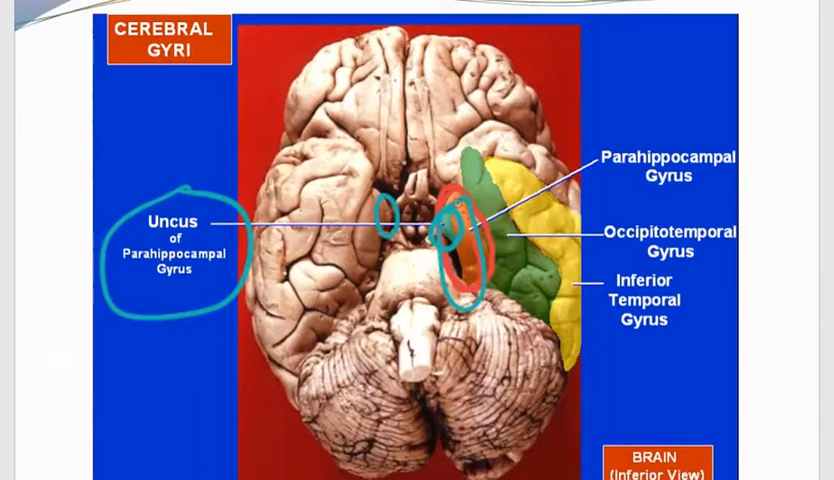 CEREBRAL
GYRI
Parahippocampal
Gyrus
Uncus
of
Parahippocampal
Gyrus
Occipitotemporal
Gyrus
Inferior
Temporal
Gyrus
BRAIN
(Inferior View)